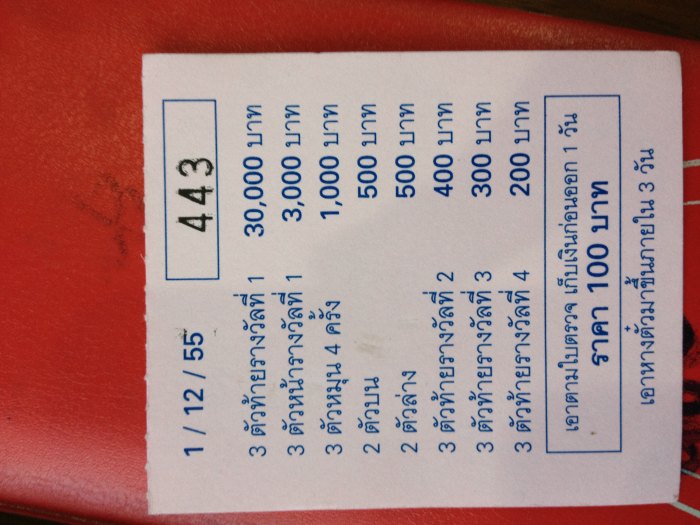 1 / 12 / 55 443
3 ตัวท้ายรางวัลที่ 1 30,000 บาท
3 ตัวหน้ารางวัลที่ 1 3,000 บาท
3 ตัวหมุน 4 ครั้ง 1,000 บาท
2 ตัวบน 500 บาท
2 ตัวล่าง 500 บาท
3 ตัวท้ายรางวัลที่ 2 400 บาท
3 ตัวท้ายรางวัลที่ 3 300 บาท
3 ตัวท้ายรางวัลที่ 4 200 บาท
เอาตามใบตรวจ เก็บเงินก่อนออก 1 วัน
ราคา 100 บาท
เอาหางตั๋วมาขึ้นภายใน 3 วัน